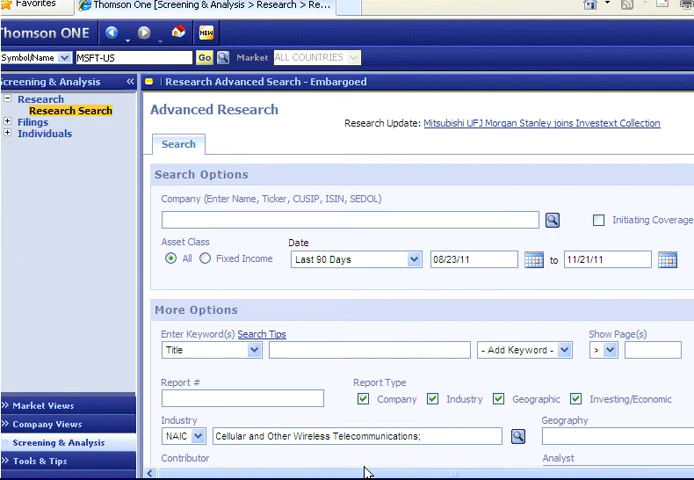 Favorites
Thomson One [Screening & Analysis > Research > Re...
Thomson ONE
NEW
Symbol/Name
MSFT-US
Go
Market
ALL COUNTRIES
Screening & Analysis
Research
Research Search
Filings
Individuals
Research Advanced Search - Embargoed
Advanced Research
Research Update: Mitsubishi UFJ Morgan Stanley joins Investext Collection
Search
Search Options
Company (Enter Name, Ticker, CUSIP, ISIN, SEDOL)
Initiating Coverage
Asset Class
Date
All
Fixed Income
Last 90 Days
08/23/11
to
11/21/11
More Options
Enter Keyword(s) Search Tips
Show Page(s)
Title
- Add Keyword -
>
Report #
Report Type
Company
Industry
Geographic
Investing/Economic
Industry
Geography
NAIC
Cellular and Other Wireless Telecommunications;
Contributor
Analyst
Market Views
Company Views
Screening & Analysis
Tools & Tips